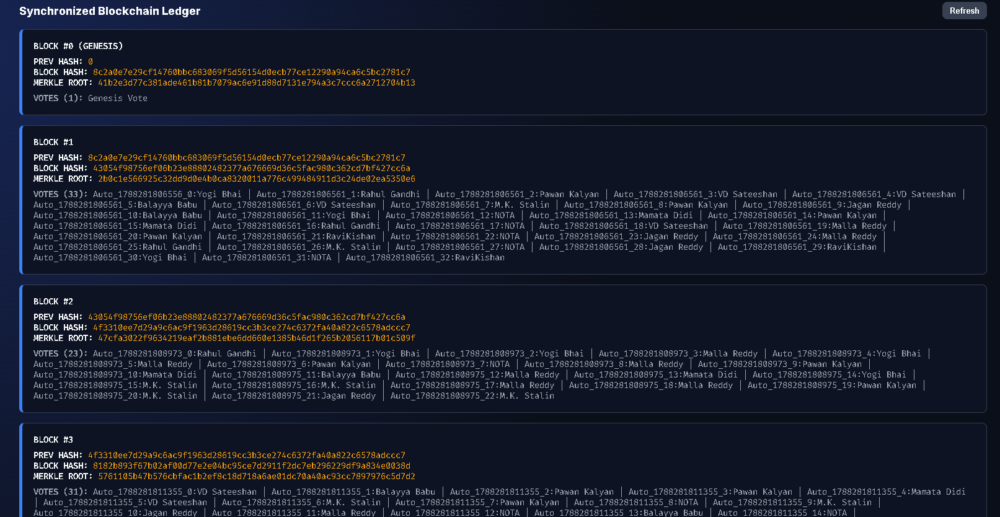 Synchronized Blockchain Ledger
Refresh
BLOCK #0 (GENESIS)
PREV HASH: 0
BLOCK HASH: 8c2a0e7e29cf14760bbc683069f5d56154d0ecb77ce12290a94ca6c5bc2781c7
MERKLE ROOT: 41b2e3d77c381ade461b81b7079ac6e91d88d7131e794a3c7ccc6a2712704b13
VOTES (1): Genesis Vote
BLOCK #1
PREV HASH: 8c2a0e7e29cf14760bbc683069f5d56154d0ecb77ce12290a94ca6c5bc2781c7
BLOCK HASH: 43054f98756ef06b23e88802482377a676669d36c5fac980c362cd7bf427cc6a
MERKLE ROOT: 2b0c1e566925c32dd9d0e4b0ca8320011a776c499484911d3c24de02ea5350e6
VOTES (33): Auto_1788281806556_0:Yogi Bhai | Auto_1788281806561_1:Rahul Gandhi | Auto_1788281806561_2:Pawan Kalyan | Auto_1788281806561_3:VD Sateeshan | Auto_1788281806561_4:VD Sateeshan |
Auto_1788281806561_5:Balayya Babu | Auto_1788281806561_6:VD Sateeshan | Auto_1788281806561_7:M.K. Stalin | Auto_1788281806561_8:Pawan Kalyan | Auto_1788281806561_9:Jagan Reddy |
Auto_1788281806561_10:Balayya Babu | Auto_1788281806561_11:Yogi Bhai | Auto_1788281806561_12:NOTA | Auto_1788281806561_13:Mamata Didi | Auto_1788281806561_14:Pawan Kalyan |
Auto_1788281806561_15:Mamata Didi | Auto_1788281806561_16:Rahul Gandhi | Auto_1788281806561_17:NOTA | Auto_1788281806561_18:VD Sateeshan | Auto_1788281806561_19:Malla Reddy |
Auto_1788281806561_20:Pawan Kalyan | Auto_1788281806561_21:RaviKishan | Auto_1788281806561_22:NOTA | Auto_1788281806561_23:Jagan Reddy | Auto_1788281806561_24:Malla Reddy |
Auto_1788281806561_25:Rahul Gandhi | Auto_1788281806561_26:M.K. Stalin | Auto_1788281806561_27:NOTA | Auto_1788281806561_28:Jagan Reddy | Auto_1788281806561_29:RaviKishan |
Auto_1788281806561_30:Yogi Bhai | Auto_1788281806561_31:NOTA | Auto_1788281806561_32:RaviKishan
BLOCK #2
PREV HASH: 43054f98756ef06b23e88802482377a676669d36c5fac980c362cd7bf427cc6a
BLOCK HASH: 4f3310ee7d29a9c6ac9f1963d28619cc3b3ce274c6372fa40a822c6578adccc7
MERKLE ROOT: 47cfa3022f9634219eaf2b881ebe6dd660e1385b46d1f265b2056117b01c509f
VOTES (23): Auto_1788281808973_0:Rahul Gandhi | Auto_1788281808973_1:Yogi Bhai | Auto_1788281808973_2:Yogi Bhai | Auto_1788281808973_3:Malla Reddy | Auto_1788281808973_4:Yogi Bhai |
Auto_1788281808973_5:Malla Reddy | Auto_1788281808973_6:Pawan Kalyan | Auto_1788281808973_7:NOTA | Auto_1788281808973_8:Malla Reddy | Auto_1788281808973_9:Pawan Kalyan |
Auto_1788281808973_10:Mamata Didi | Auto_1788281808975_11:Balayya Babu | Auto_1788281808975_12:Malla Reddy | Auto_1788281808975_13:Mamata Didi | Auto_1788281808975_14:Yogi Bhai |
Auto_1788281808975_15:M.K. Stalin | Auto_1788281808975_16:M.K. Stalin | Auto_1788281808975_17:Malla Reddy | Auto_1788281808975_18:Malla Reddy | Auto_1788281808975_19:Pawan Kalyan |
Auto_1788281808975_20:M.K. Stalin | Auto_1788281808975_21:Jagan Reddy | Auto_1788281808975_22:M.K. Stalin
BLOCK #3
PREV HASH: 4f3310ee7d29a9c6ac9f1963d28619cc3b3ce274c6372fa40a822c6578adccc7
BLOCK HASH: 8182b893f67b02af00d77e2e04bc95ce7d2911f2dc7eb296229df9a834e0038d
MERKLE ROOT: 5761105b47b576cbfac1b2ef8c18d718a6ae01dc70a40ac93cc7897976c5d7d2
VOTES (31): Auto_1788281811355_0:VD Sateeshan | Auto_1788281811355_1:Balayya Babu | Auto_1788281811355_2:Pawan Kalyan | Auto_1788281811355_3:Pawan Kalyan | Auto_1788281811355_4:Mamata Didi
| Auto_1788281811355_5:VD Sateeshan | Auto_1788281811355_6:M.K. Stalin | Auto_1788281811355_7:Pawan Kalyan | Auto_1788281811355_8:NOTA | Auto_1788281811355_9:M.K. Stalin |
Auto_1788281811355_10:Jagan Reddy | Auto_1788281811355_11:Malla Reddy | Auto_1788281811355_12:NOTA | Auto_1788281811355_13:Balayya Babu | Auto_1788281811355_14:NOTA |